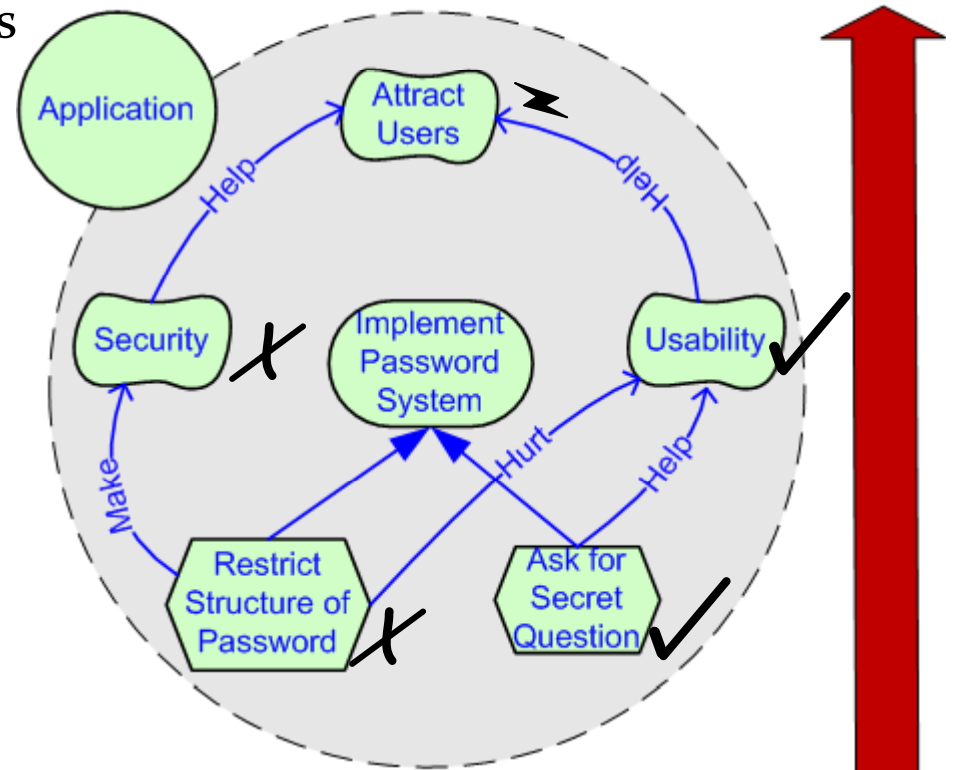 s
Application
Attract
Users
Help
Help
Security
Implement
Password
System
Usability
Make
Hurt
Help
Restrict
Structure of
Password
Ask for
Secret
Question